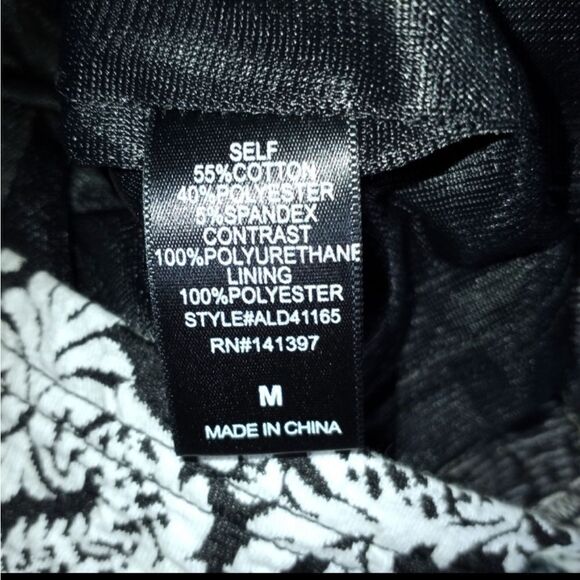 SELF
55%COTTON
40%POLYESTER
5%SPANDEX
CONTRAST
100%POLYURETHANE
LINING
100%POLYESTER
STYLE#ALD41165
RN#141397
M
MADE IN CHINA